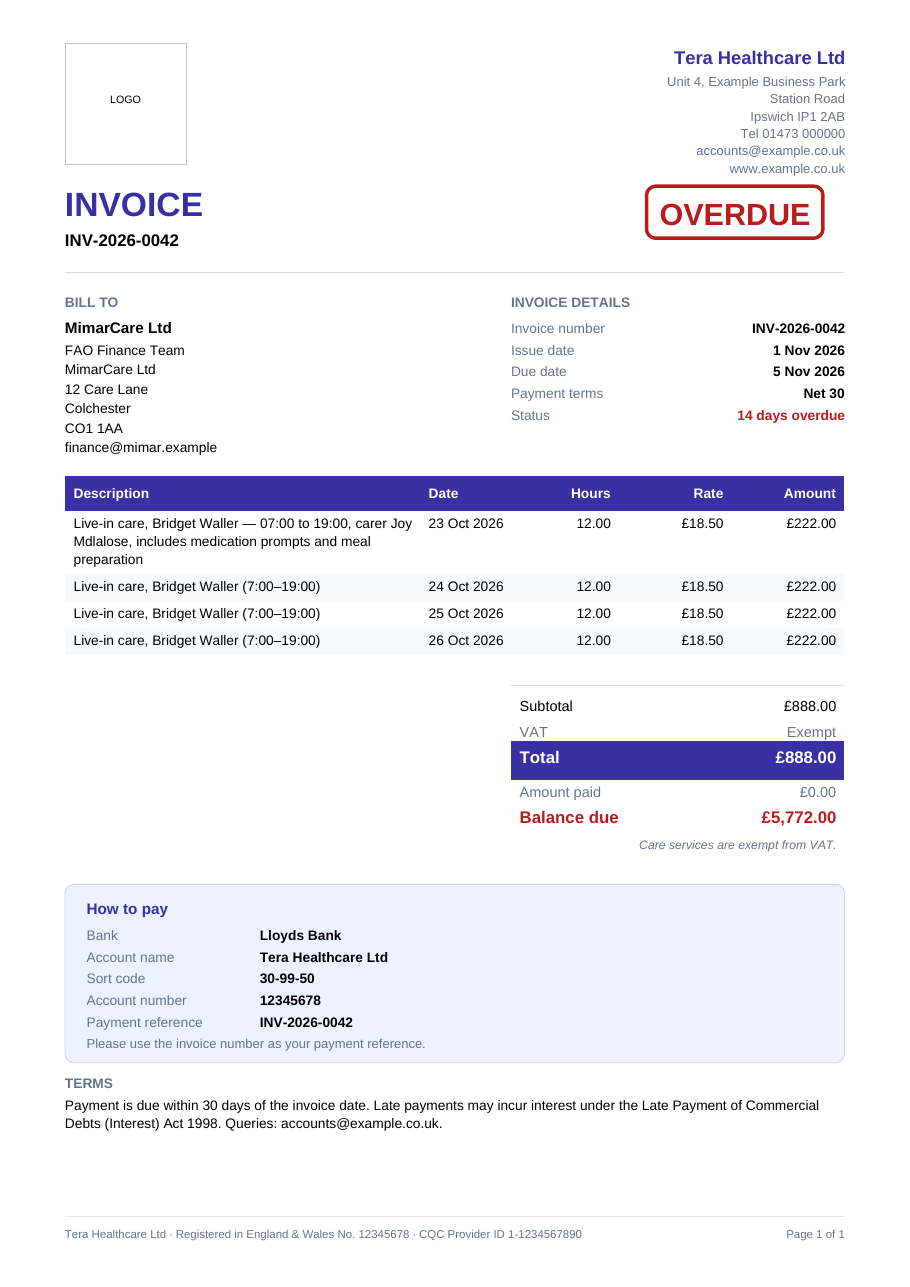 LOGO
Tera Healthcare Ltd
Unit 4, Example Business Park
Station Road
Ipswich IP1 2AB
Tel 01473 000000
accounts@example.co.uk
www.example.co.uk
INVOICE
OVERDUE
INV-2026-0042
BILL TO
MimarCare Ltd
FAO Finance Team
MimarCare Ltd
12 Care Lane
Colchester
CO1 1AA
finance@mimar.example
INVOICE DETAILS
Invoice number INV-2026-0042
Issue date 1 Nov 2026
Due date 5 Nov 2026
Payment terms Net 30
Status 14 days overdue
Description Date Hours Rate Amount
Live-in care, Bridget Waller — 07:00 to 19:00, carer Joy 23 Oct 2026 12.00 £18.50 £222.00
Mdlalose, includes medication prompts and meal
preparation
Live-in care, Bridget Waller (7:00–19:00) 24 Oct 2026 12.00 £18.50 £222.00
Live-in care, Bridget Waller (7:00–19:00) 25 Oct 2026 12.00 £18.50 £222.00
Live-in care, Bridget Waller (7:00–19:00) 26 Oct 2026 12.00 £18.50 £222.00
Subtotal £888.00
VAT Exempt
Total £888.00
Amount paid £0.00
Balance due £5,772.00
Care services are exempt from VAT.
How to pay
Bank Lloyds Bank
Account name Tera Healthcare Ltd
Sort code 30-99-50
Account number 12345678
Payment reference INV-2026-0042
Please use the invoice number as your payment reference.
TERMS
Payment is due within 30 days of the invoice date. Late payments may incur interest under the Late Payment of Commercial
Debts (Interest) Act 1998. Queries: accounts@example.co.uk.
Tera Healthcare Ltd · Registered in England & Wales No. 12345678 · CQC Provider ID 1-1234567890 Page 1 of 1